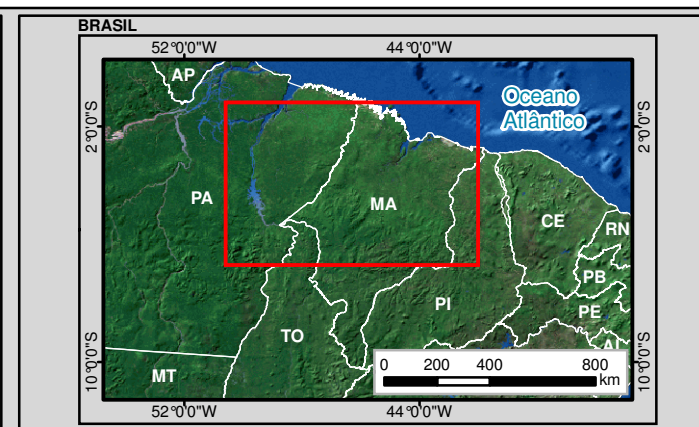 BRASIL
52°0'0"W 44°0'0"W
AP
Oceano
Atlântico
2°0'0"S 2°0'0"S
PA
MA
CE
RN
PB
PE
PI
AL
TO
MT
0 200 400 800
km
10°0'0"S 10°0'0"S
52°0'0"W 44°0'0"W